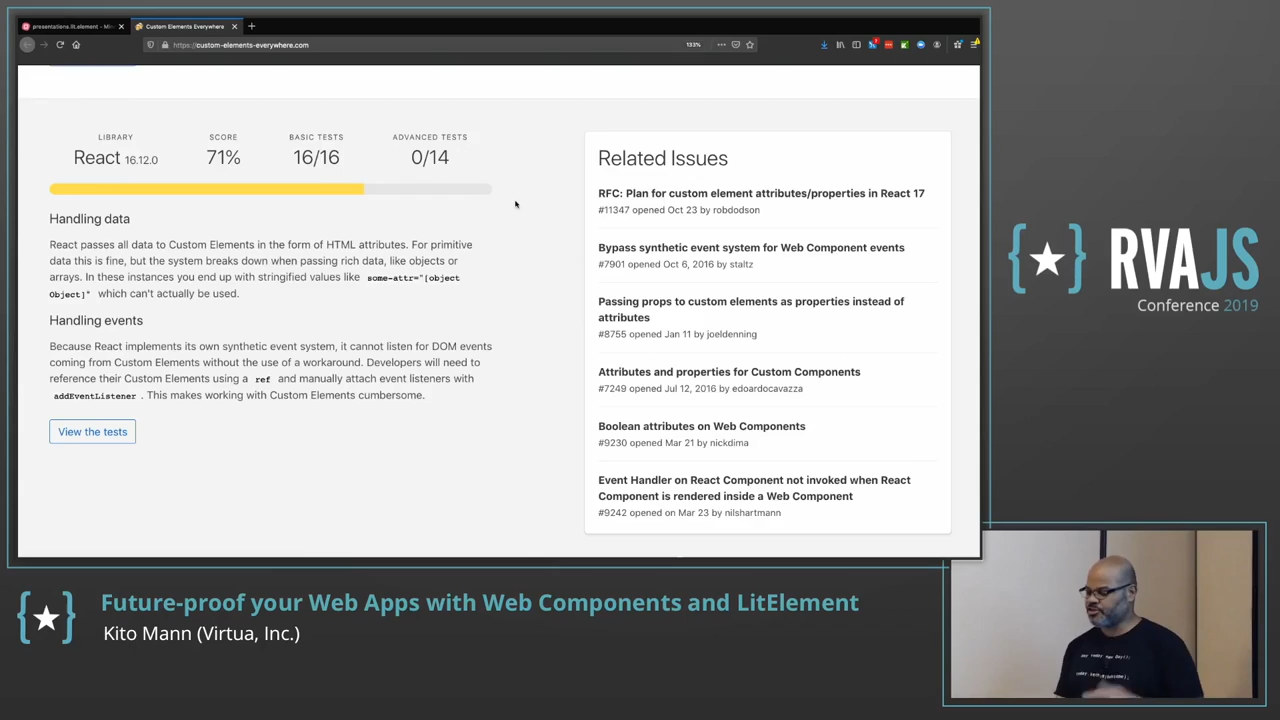 presentations.lit.element - Mi
Custom Elements Everywhere
https://custom-elements-everywhere.com
133%
LIBRARY
SCORE
BASIC TESTS
ADVANCED TESTS
React 16.12.0
71%
16/16
0/14
Handling data
React passes all data to Custom Elements in the form of HTML attributes. For primitive
data this is fine, but the system breaks down when passing rich data, like objects or
arrays. In these instances you end up with stringified values like some-attr="[object
Object]" which can't actually be used.
Handling events
Because React implements its own synthetic event system, it cannot listen for DOM events
coming from Custom Elements without the use of a workaround. Developers will need to
reference their Custom Elements using a ref and manually attach event listeners with
addEventListener . This makes working with Custom Elements cumbersome.
View the tests
Related Issues
RFC: Plan for custom element attributes/properties in React 17
#11347 opened Oct 23 by robdodson
Bypass synthetic event system for Web Component events
#7901 opened Oct 6, 2016 by staltz
Passing props to custom elements as properties instead of
attributes
#8755 opened Jan 11 by joeldenning
Attributes and properties for Custom Components
#7249 opened Jul 12, 2016 by edoardocavazza
Boolean attributes on Web Components
#9230 opened Mar 21 by nickdima
Event Handler on React Component not invoked when React
Component is rendered inside a Web Component
#9242 opened on Mar 23 by nilshartmann
{★} RVAJS
Conference 2019
{★}
Future-proof your Web Apps with Web Components and LitElement
Kito Mann (Virtua, Inc.)